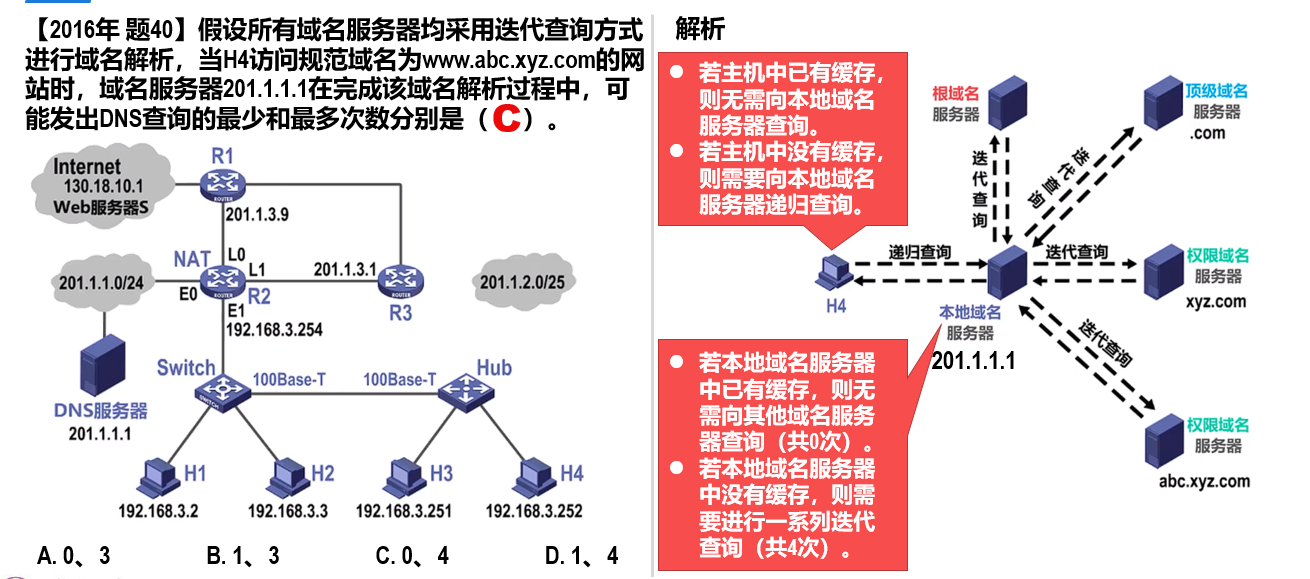 【2016年 题40】假设所有域名服务器均采用迭代查询方式
进行域名解析，当H4访问规范域名为www.abc.xyz.com的网
站时，域名服务器201.1.1.1在完成该域名解析过程中，可
能发出DNS查询的最少和最多次数分别是（C）。
Internet
130.18.10.1
Web服务器S
R1
ROUTER
201.1.3.9
NAT
L0
L1
201.1.3.1
201.1.1.0/24
E0
ROUTER
R2
ROUTER
R3
201.1.2.0/25
E1
192.168.3.254
Switch
100Base-T
100Base-T
Hub
SWITCH
DNS服务器
201.1.1.1
H1
H2
H3
H4
192.168.3.2
192.168.3.3
192.168.3.251
192.168.3.252
A. 0、3
B. 1、3
C. 0、4
D. 1、4
解析
● 若主机中已有缓存，
则无需向本地域名
服务器查询。
● 若主机中没有缓存，
则需要向本地域名
服务器递归查询。
根域名
服务器
顶级域名
服务器
.com
迭代查询
迭代查询
递归查询
迭代查询
H4
权限域名
服务器
xyz.com
本地域名
服务器
201.1.1.1
迭代查询
● 若本地域名服务器
中已有缓存，则无
需向其他域名服务
器查询（共0次）。
● 若本地域名服务器
中没有缓存，则需
要进行一系列迭代
查询（共4次）。
权限域名
服务器
abc.xyz.com